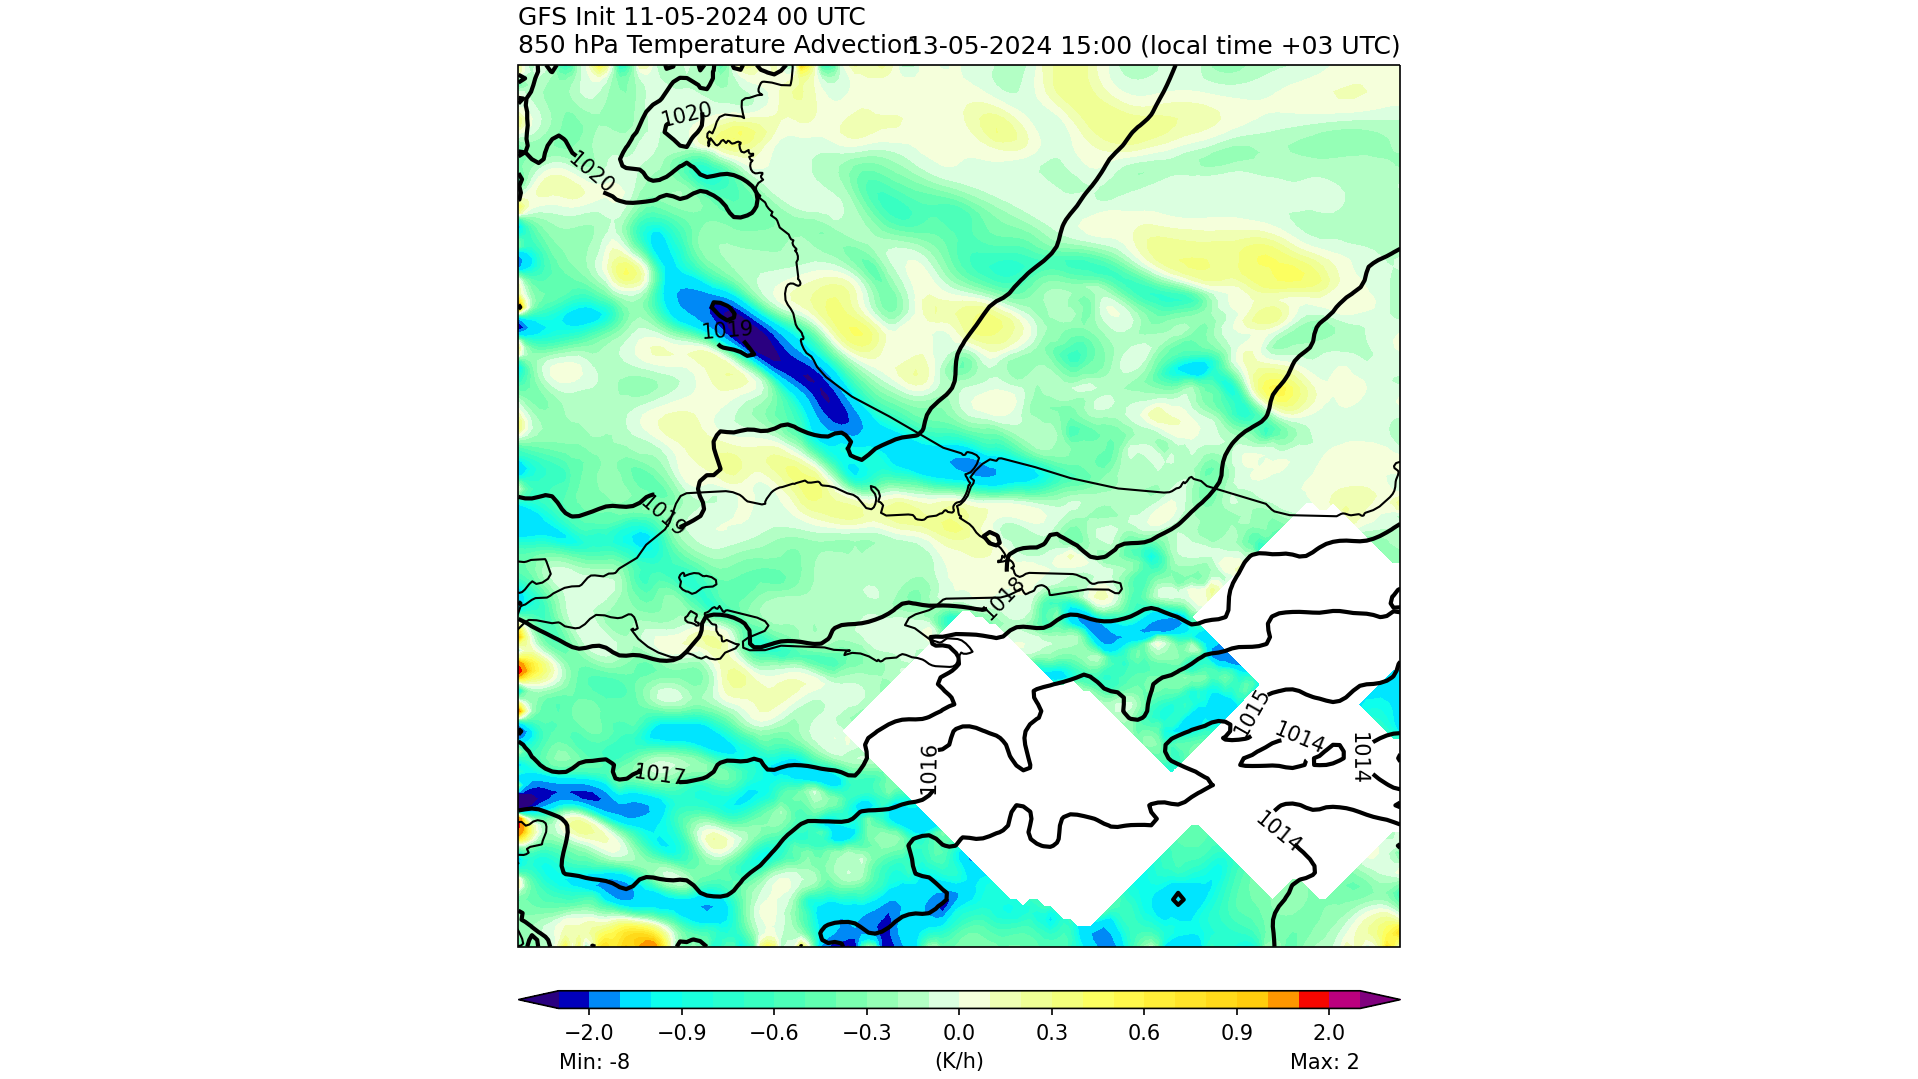 GFS Init 11-05-2024 00 UTC
850 hPa Temperature Advection
13-05-2024 15:00 (local time +03 UTC)
1020
1020
1019
1019
1018
1015
1014
1014
1016
1017
1014
−2.0 −0.9 −0.6 −0.3 0.0 0.3 0.6 0.9 2.0
Min: -8 (K/h) Max: 2